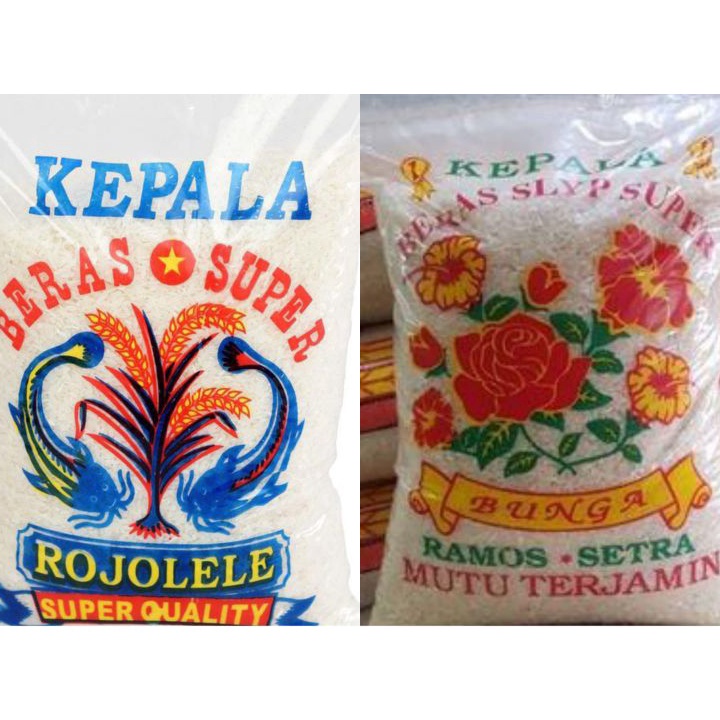 KEPALA
BERAS SUPER
ROJOLELE
SUPER QUALITY
KEPALA
BERAS SLYP SUPER
BUNGA
RAMOS * SETRA
MUTU TERJAMIN